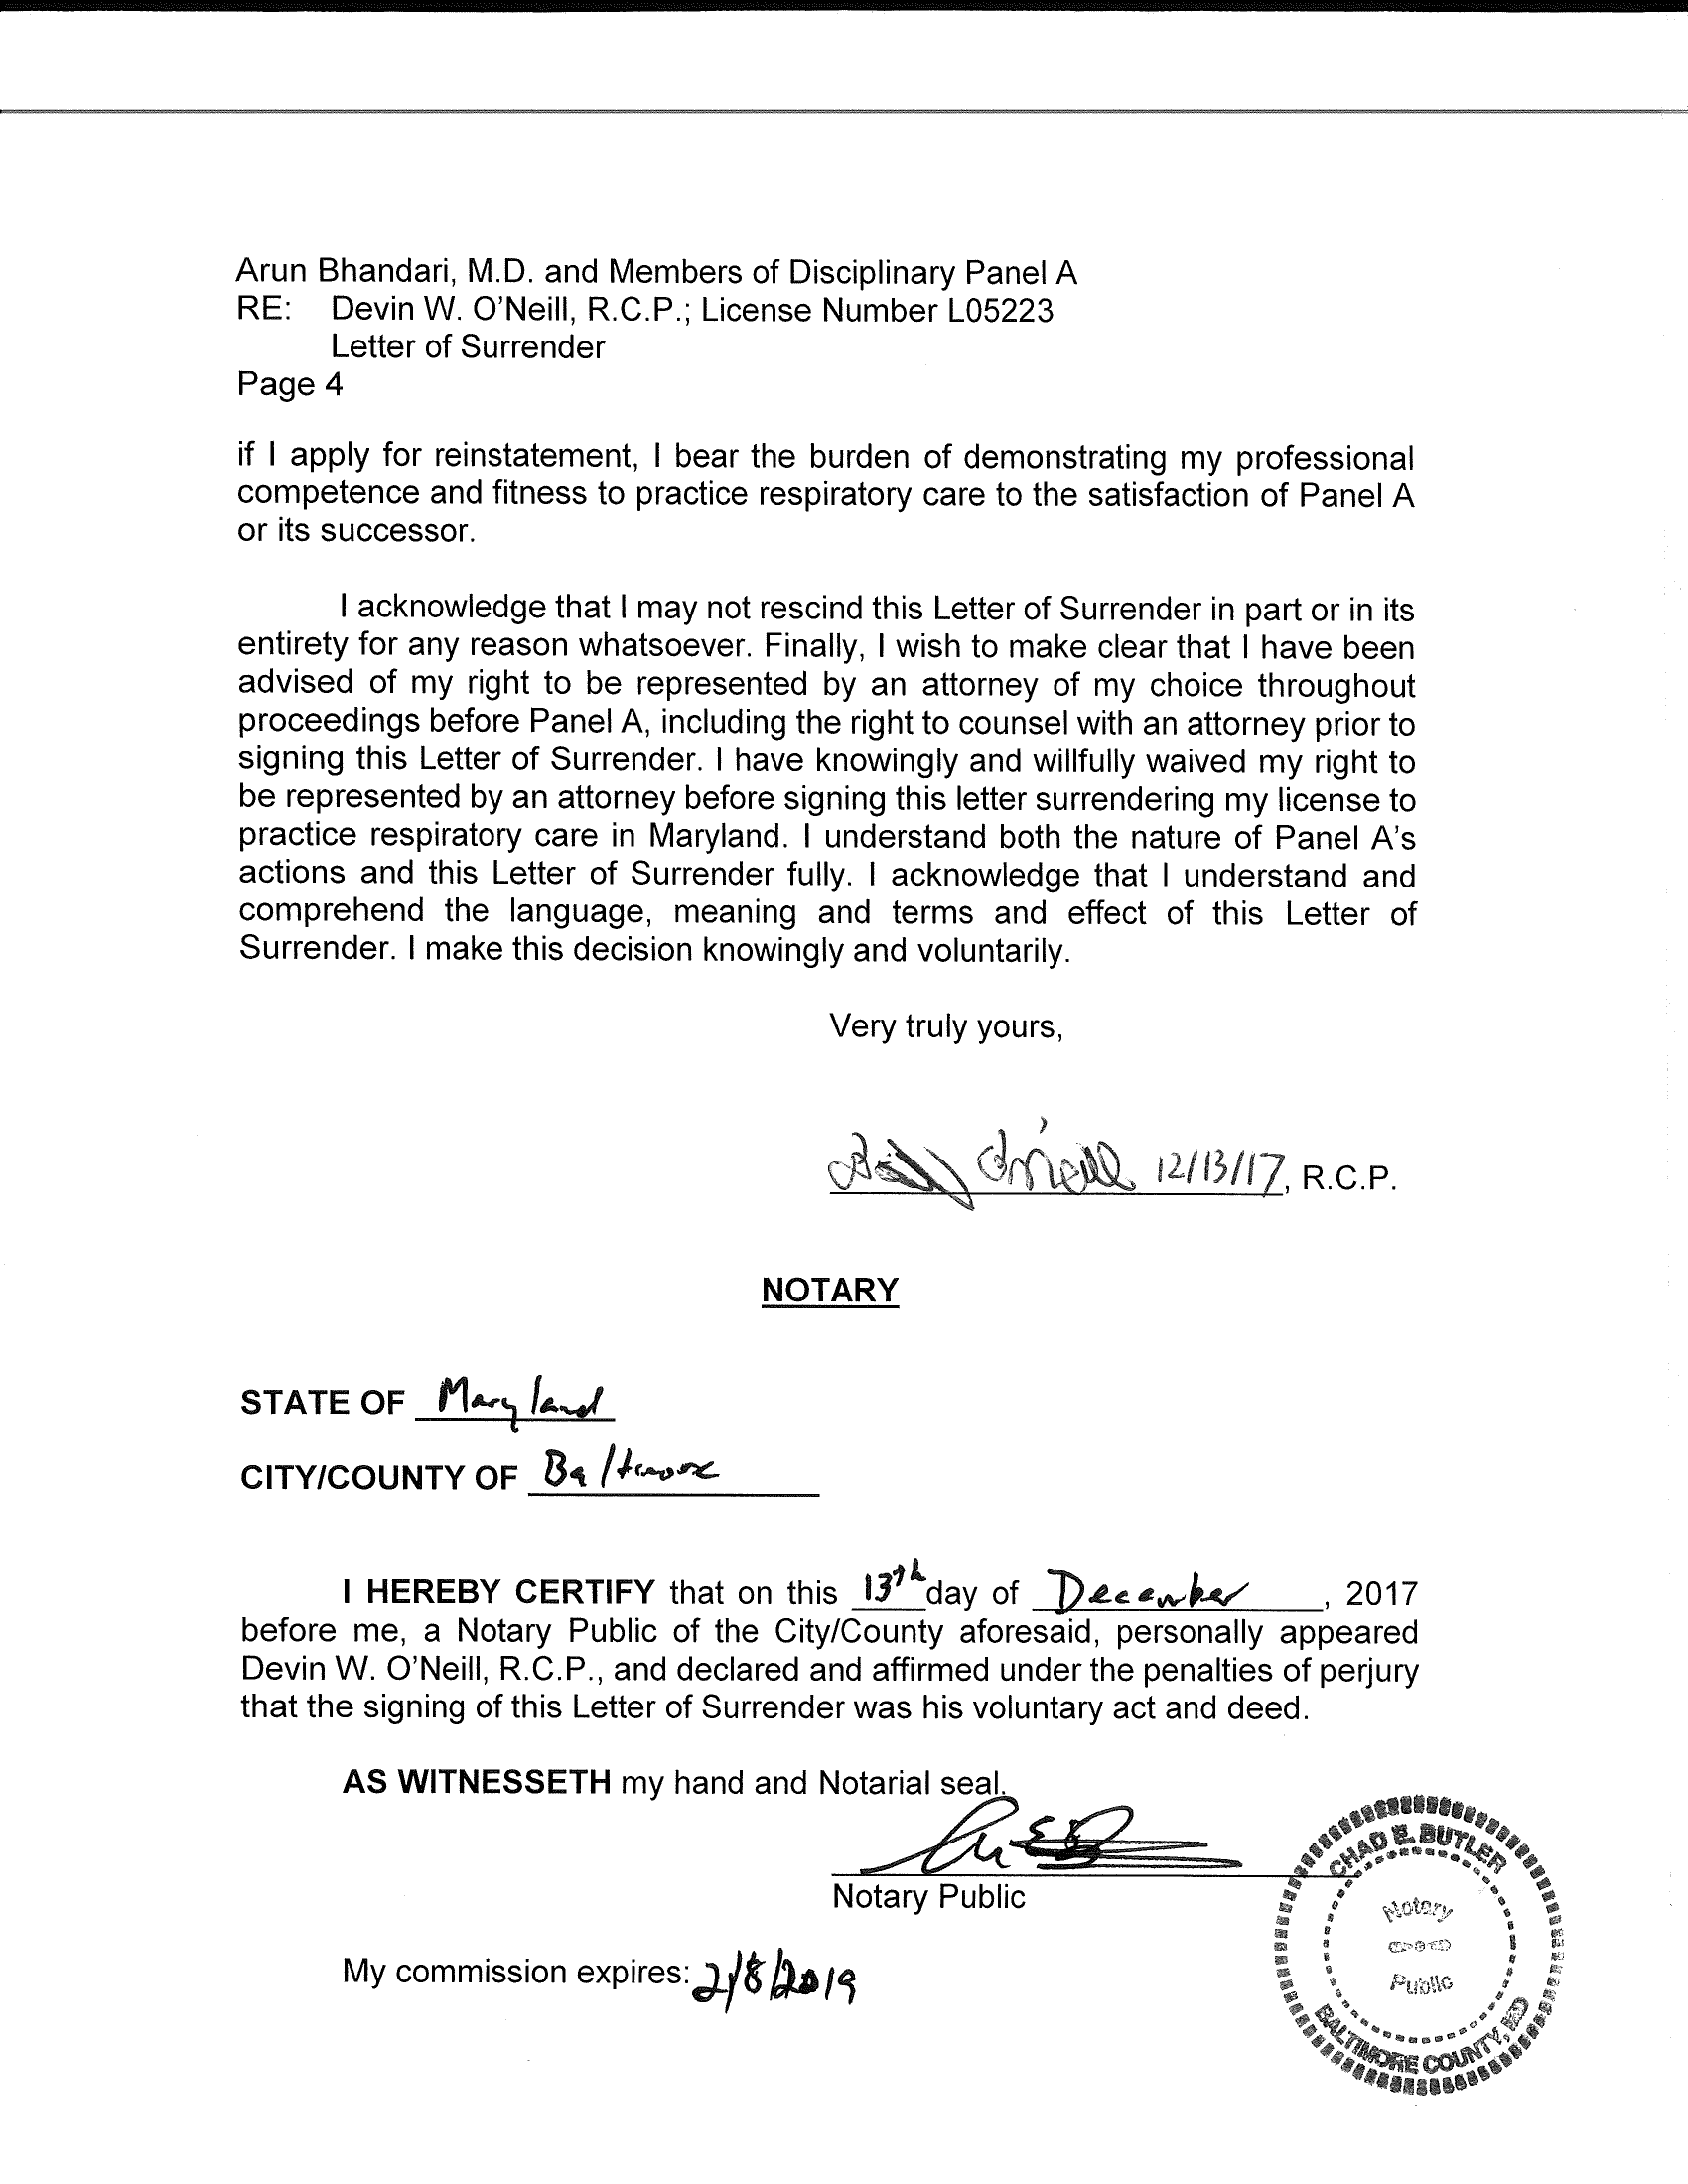 Arun Bhandari, M.D. and Members of Disciplinary Panel A
RE: Devin W. O'Neill, R.C.P.; License Number L05223
Letter of Surrender
Page 4
if I apply for reinstatement, I bear the burden of demonstrating my professional
competence and fitness to practice respiratory care to the satisfaction of Panel A
or its successor.
I acknowledge that I may not rescind this Letter of Surrender in part or in its
entirety for any reason whatsoever. Finally, I wish to make clear that I have been
advised of my right to be represented by an attorney of my choice throughout
proceedings before Panel A, including the right to counsel with an attorney prior to
signing this Letter of Surrender. I have knowingly and willfully waived my right to
be represented by an attorney before signing this letter surrendering my license to
practice respiratory care in Maryland. I understand both the nature of Panel A's
actions and this Letter of Surrender fully. I acknowledge that I understand and
comprehend the language, meaning and terms and effect of this Letter of
Surrender. I make this decision knowingly and voluntarily.
Very truly yours,
O'Neill 12/13/17, R.C.P.
NOTARY
STATE OF Maryland
CITY/COUNTY OF Baltimore
I HEREBY CERTIFY that on this 13th day of December, 2017
before me, a Notary Public of the City/County aforesaid, personally appeared
Devin W. O'Neill, R.C.P., and declared and affirmed under the penalties of perjury
that the signing of this Letter of Surrender was his voluntary act and deed.
AS WITNESSETH my hand and Notarial seal.
Notary Public
My commission expires: 2/8/2019
CHAD E. BUTLER
Notary
Public
BALTIMORE COUNTY, MD